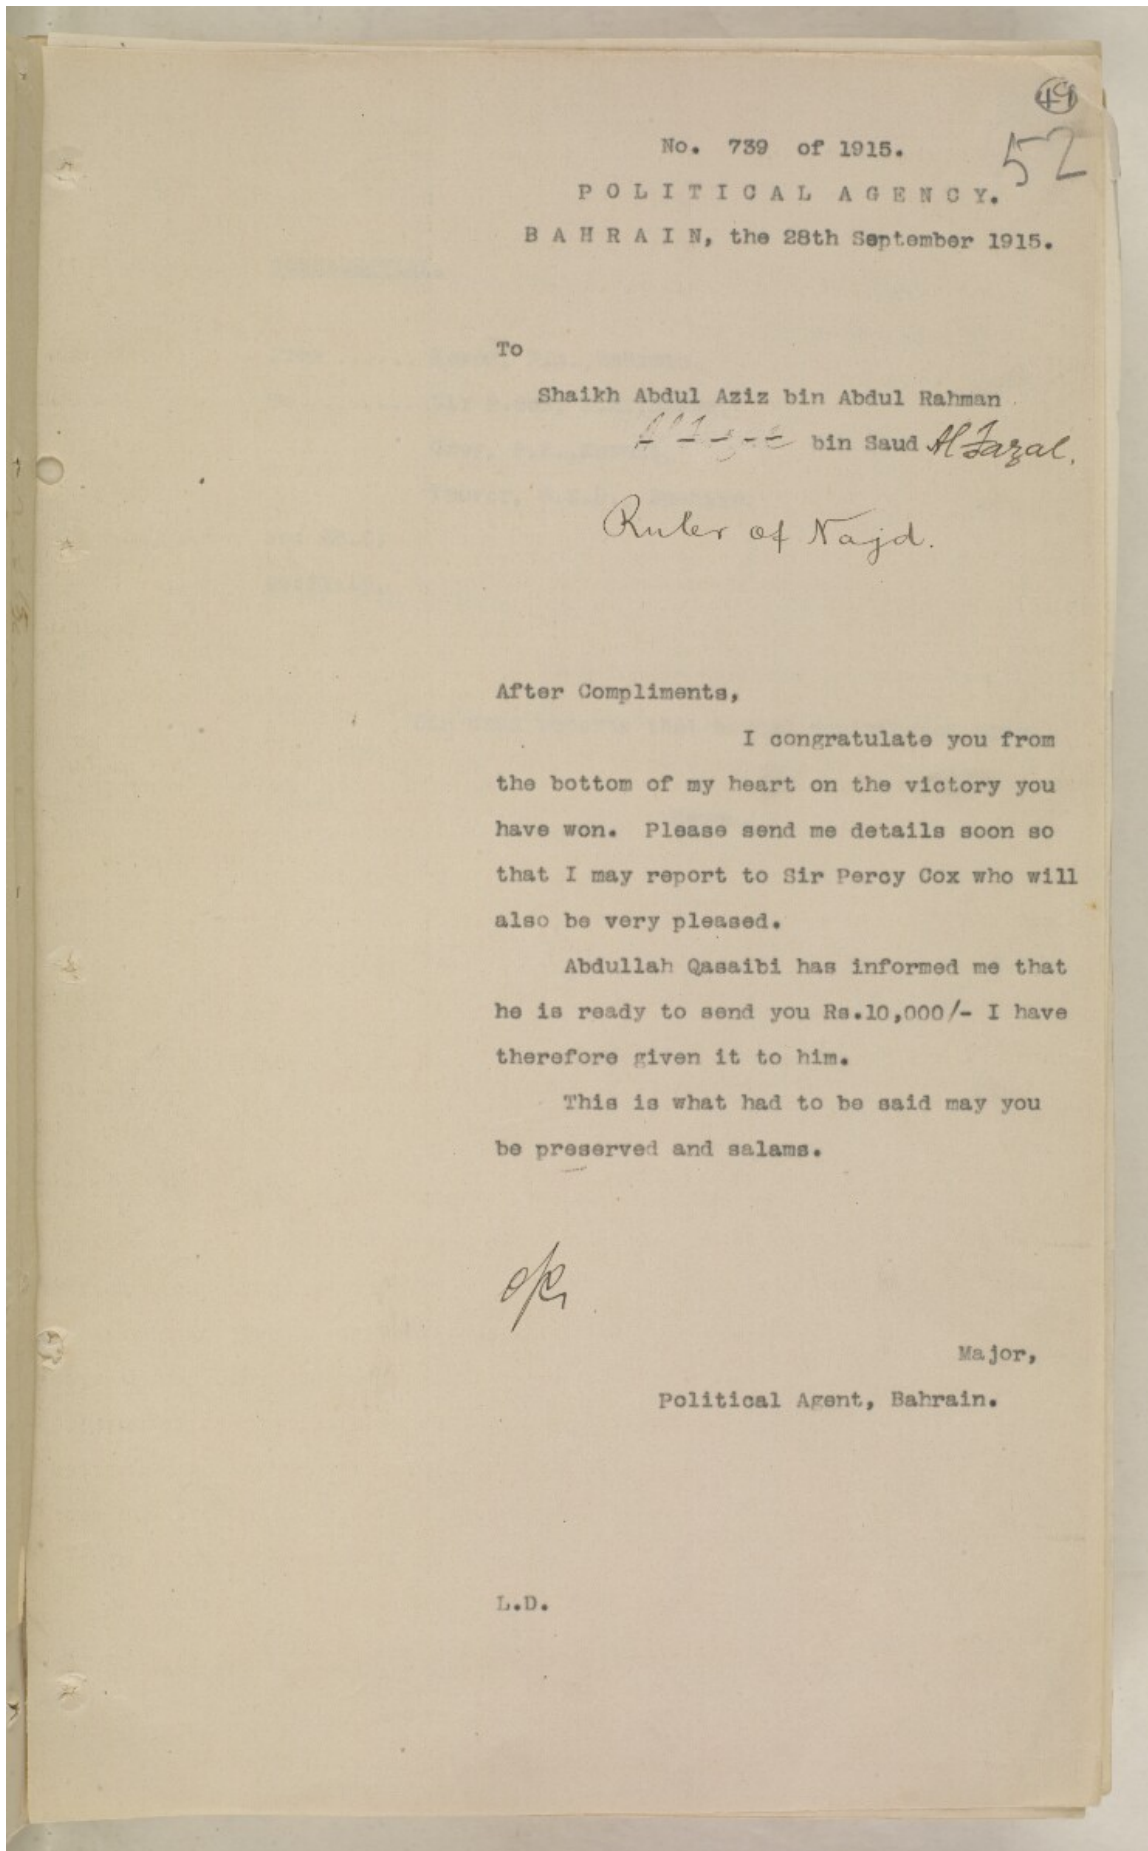 49
52
No. 739 of 1915.
POLITICAL AGENCY.
BAHRAIN, the 28th September 1915.
To
Shaikh Abdul Aziz bin Abdul Rahman
bin Saud Al Fazal.
Ruler of Najd.
After Compliments,
I congratulate you from
the bottom of my heart on the victory you
have won. Please send me details soon so
that I may report to Sir Percy Cox who will
also be very pleased.
Abdullah Qasaibi has informed me that
he is ready to send you Rs.10,000/- I have
therefore given it to him.
This is what had to be said may you
be preserved and salams.
Major,
Political Agent, Bahrain.
L.D.